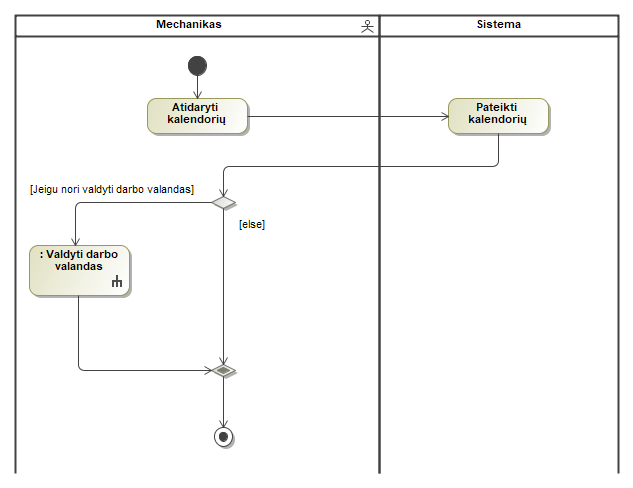 Mechanikas
Sistema
Atidaryti
kalendorių
Pateikti
kalendorių
[Jeigu nori valdyti darbo valandas]
[else]
: Valdyti darbo
valandas